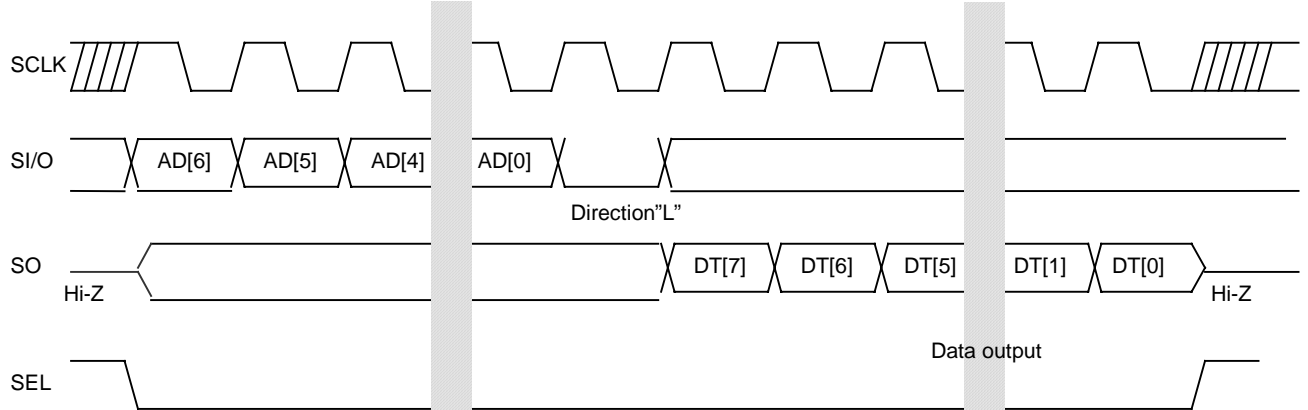 SCLK
SI/O AD[6] AD[5] AD[4] AD[0]
Direction"L"
SO DT[7] DT[6] DT[5] DT[1] DT[0]
Hi-Z Hi-Z
Data output
SEL